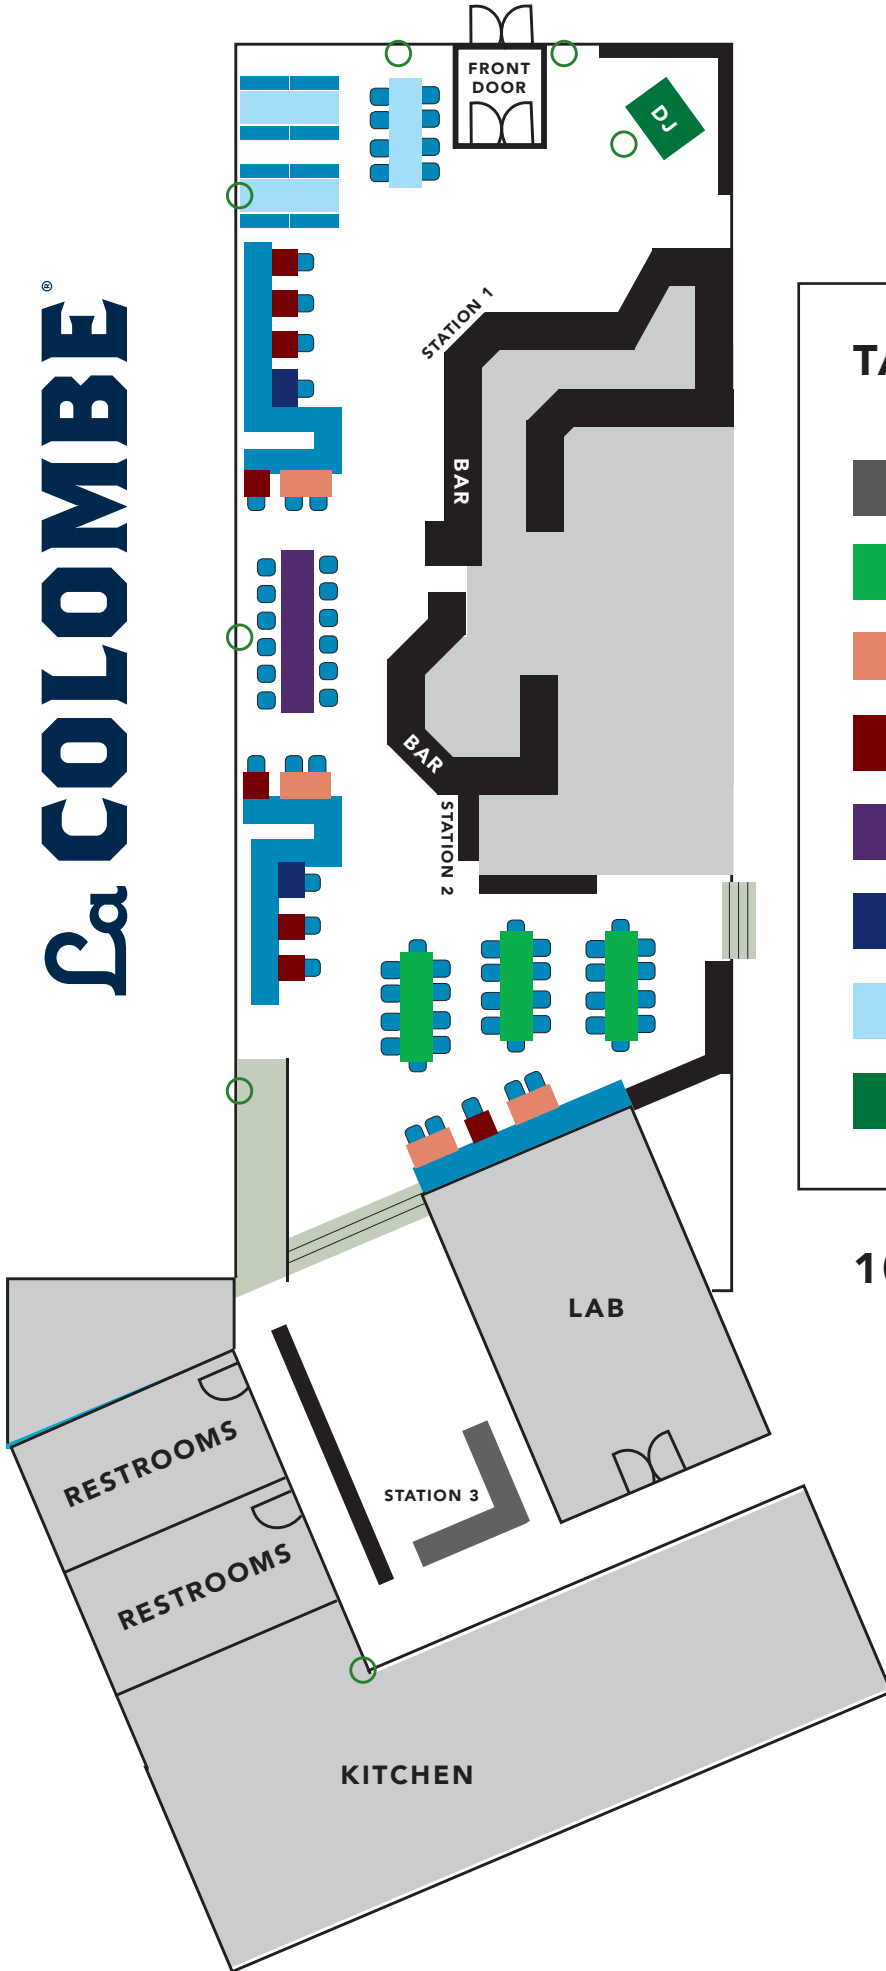 FRONT
DOOR
DJ
La COLOMBE®
STATION 1
BAR
BAR
STATION 2
LAB
STATION 3
RESTROOMS
RESTROOMS
KITCHEN